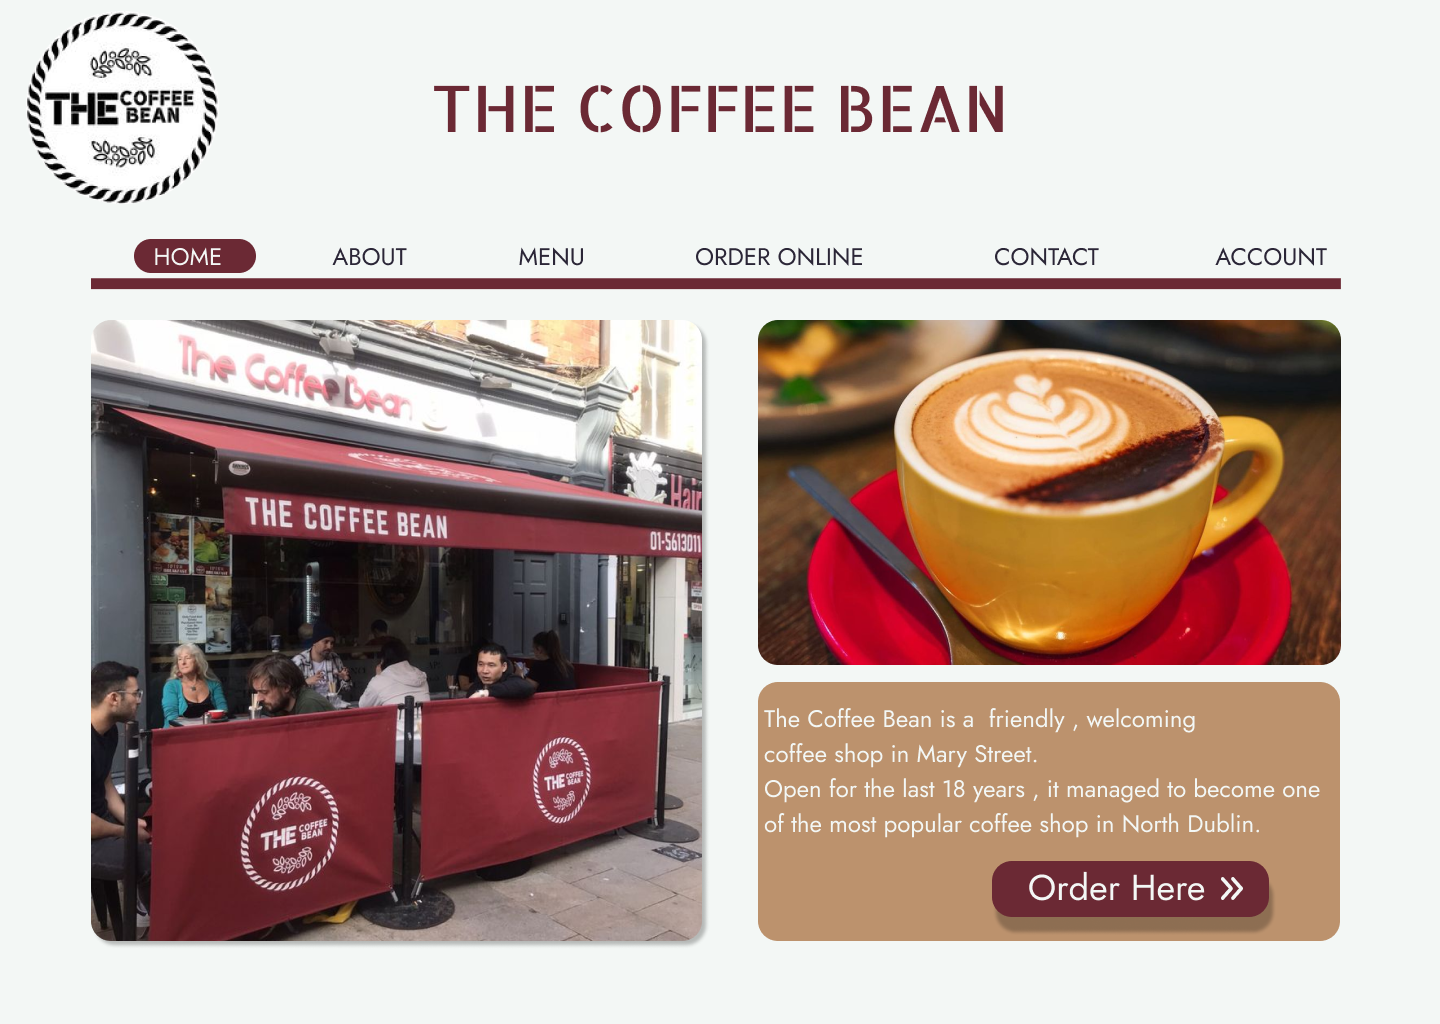 THE COFFEE
BEAN
THE COFFEE BEAN
HOME ABOUT MENU ORDER ONLINE CONTACT ACCOUNT
The Coffee Bean
Hair
THE COFFEE BEAN
01-5613011
THE COFFEE
BEAN
THE COFFEE
BEAN
The Coffee Bean is a  friendly , welcoming
coffee shop in Mary Street.
Open for the last 18 years , it managed to become one
of the most popular coffee shop in North Dublin.
Order Here »